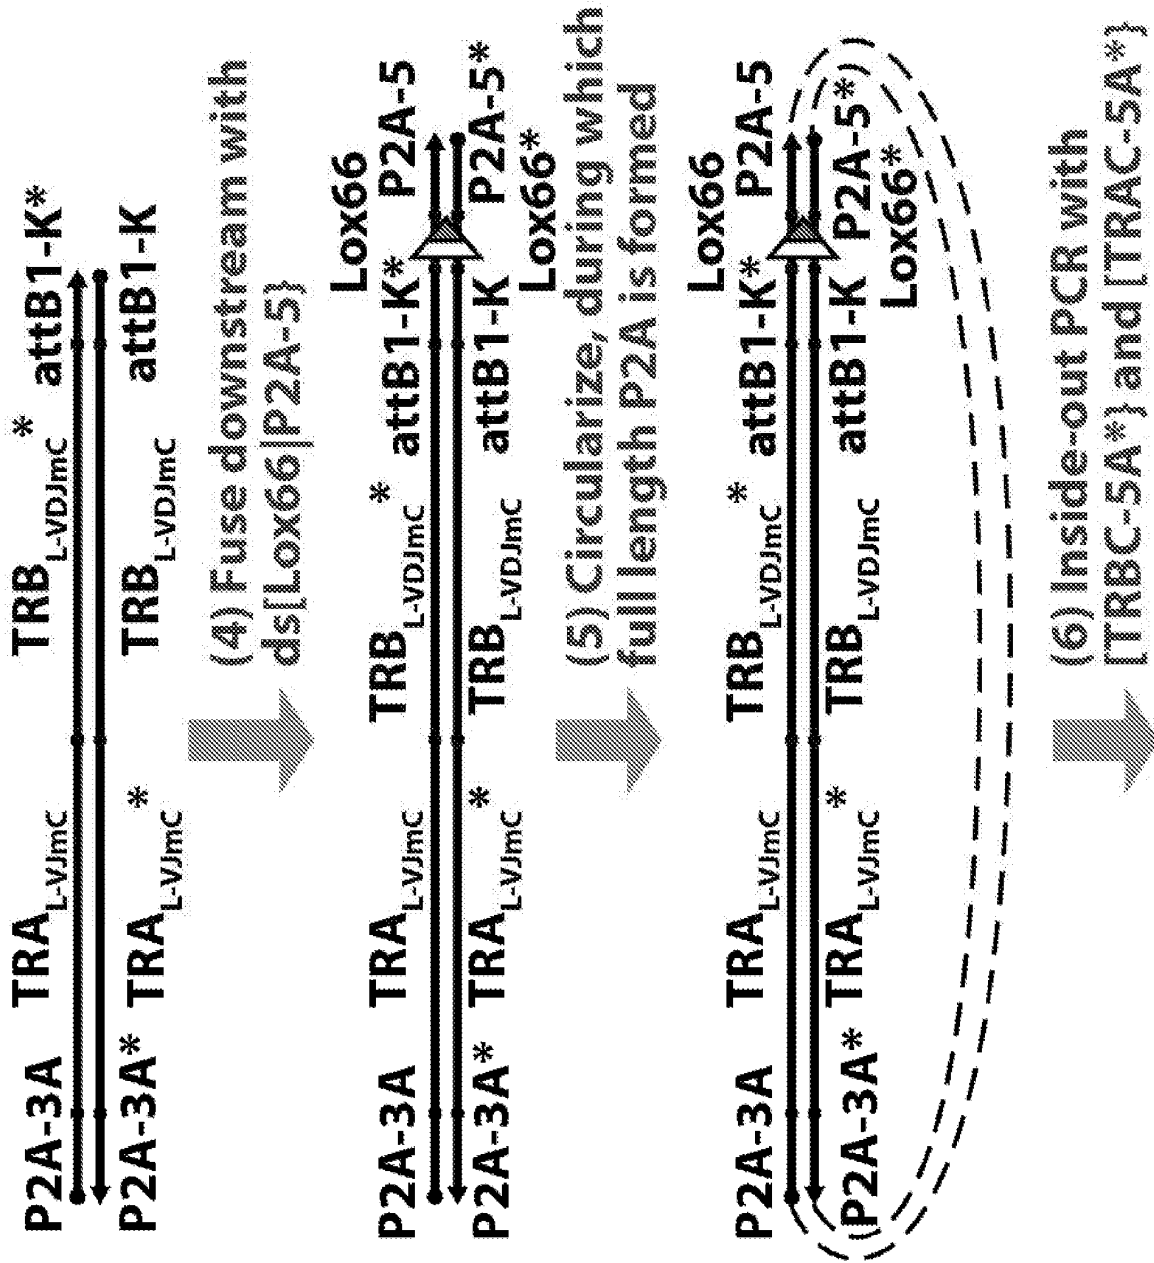 P2A-3A TRA L-VJmC TRB L-VDJmC * attB1-K*
P2A-3A* TRA L-VJmC * TRB L-VDJmC attB1-K
(4) Fuse downstream with
ds[Lox66|P2A-5}
Lox66
P2A-3A TRA L-VJmC TRB L-VDJmC * attB1-K* P2A-5
P2A-3A* TRA L-VJmC * TRB L-VDJmC attB1-K P2A-5*
Lox66*
(5) Circularize, during which
full length P2A is formed
Lox66
P2A-3A TRA L-VJmC TRB L-VDJmC * attB1-K* P2A-5
P2A-3A* TRA L-VJmC * TRB L-VDJmC attB1-K P2A-5*
Lox66*
(6) Inside-out PCR with
[TRBC-5A*} and [TRAC-5A*}